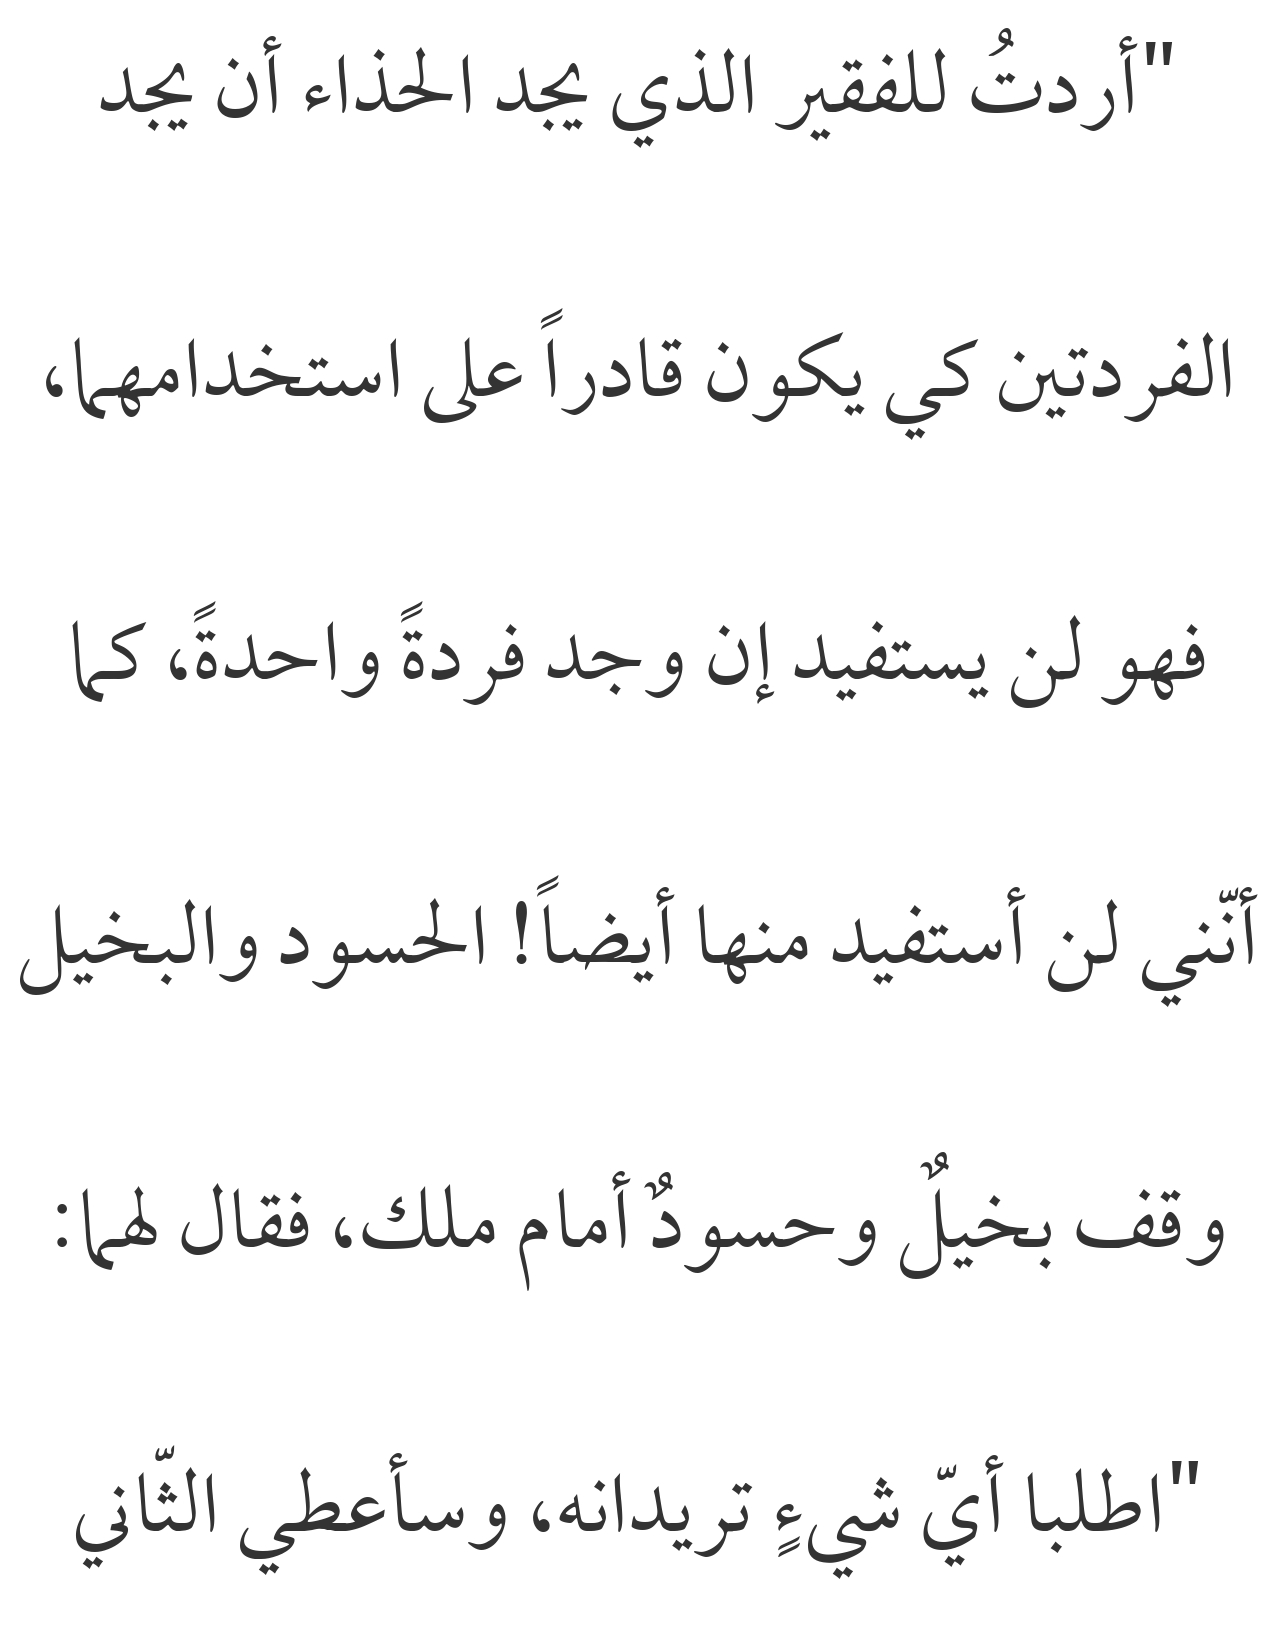 "أردتُ للفقير الذي يجد الحذاء أن يجد
الفردتين كي يكون قادراً على استخدامهما،
فهو لن يستفيد إن وجد فردةً واحدةً، كما
أنّني لن أستفيد منها أيضاً! الحسود والبخيل
وقف بخيلٌ وحسودٌ أمام ملك، فقال لهما:
"اطلبا أيّ شيءٍ تريدانه، وسأعطي الثّاني